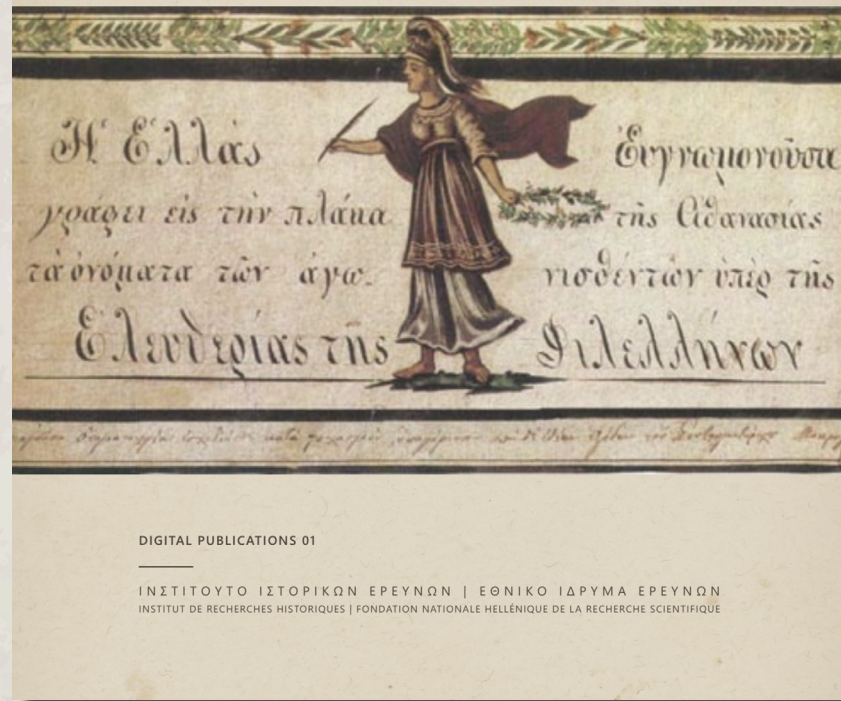 Ἡ Ἑλλὰς Εὐγνωμονοῦσα
γράφει εἰς τὴν πλάκα τῆς Ἀθανασίας
τὰ ὀνόματα τῶν ἀγω- νισθέντων ὑπὲρ τῆς
Ἐλευθερίας της Φιλελλήνων
DIGITAL PUBLICATIONS 01
ΙΝΣΤΙΤΟΥΤΟ ΙΣΤΟΡΙΚΩΝ ΕΡΕΥΝΩΝ | ΕΘΝΙΚΟ ΙΔΡΥΜΑ ΕΡΕΥΝΩΝ
INSTITUT DE RECHERCHES HISTORIQUES | FONDATION NATIONALE HELLÉNIQUE DE LA RECHERCHE SCIENTIFIQUE